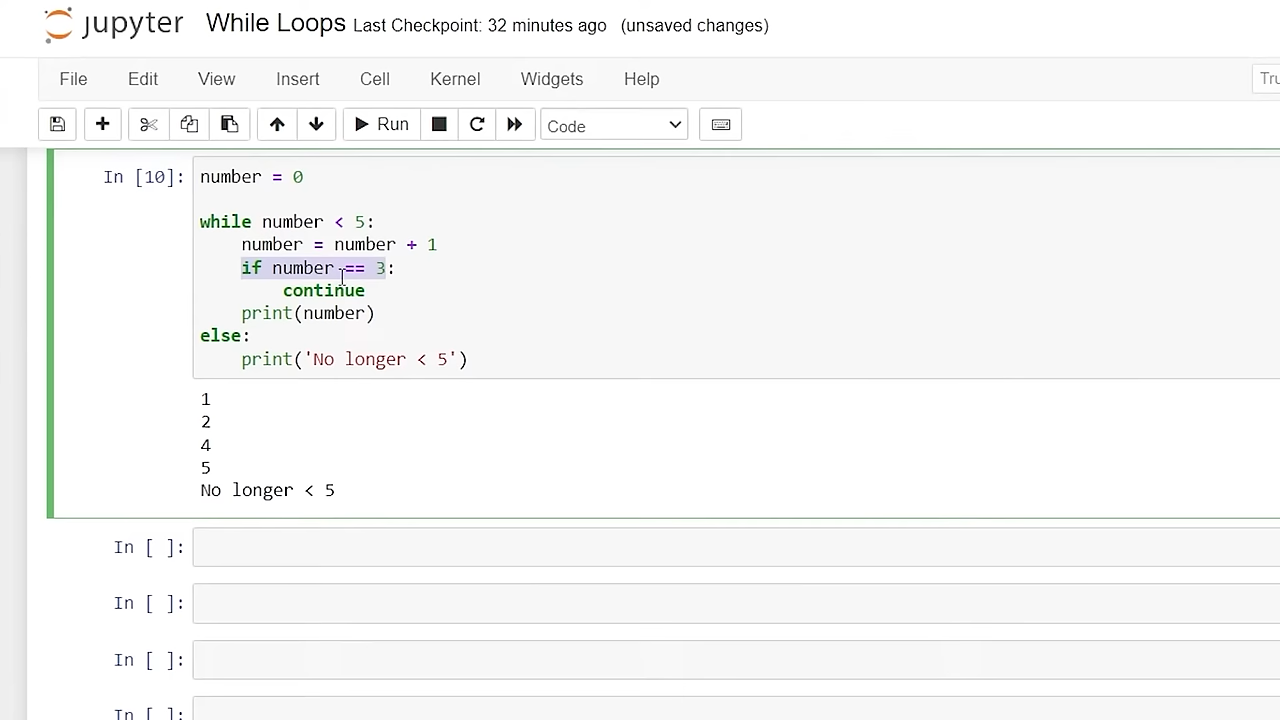 jupyter While Loops Last Checkpoint: 32 minutes ago (unsaved changes)
File Edit View Insert Cell Kernel Widgets Help
Run Code
In [10]: number = 0
while number < 5:
    number = number + 1
    if number == 3:
        continue
    print(number)
else:
    print('No longer < 5')
1
2
4
5
No longer < 5
In [ ]:
In [ ]:
In [ ]:
In [ ]: